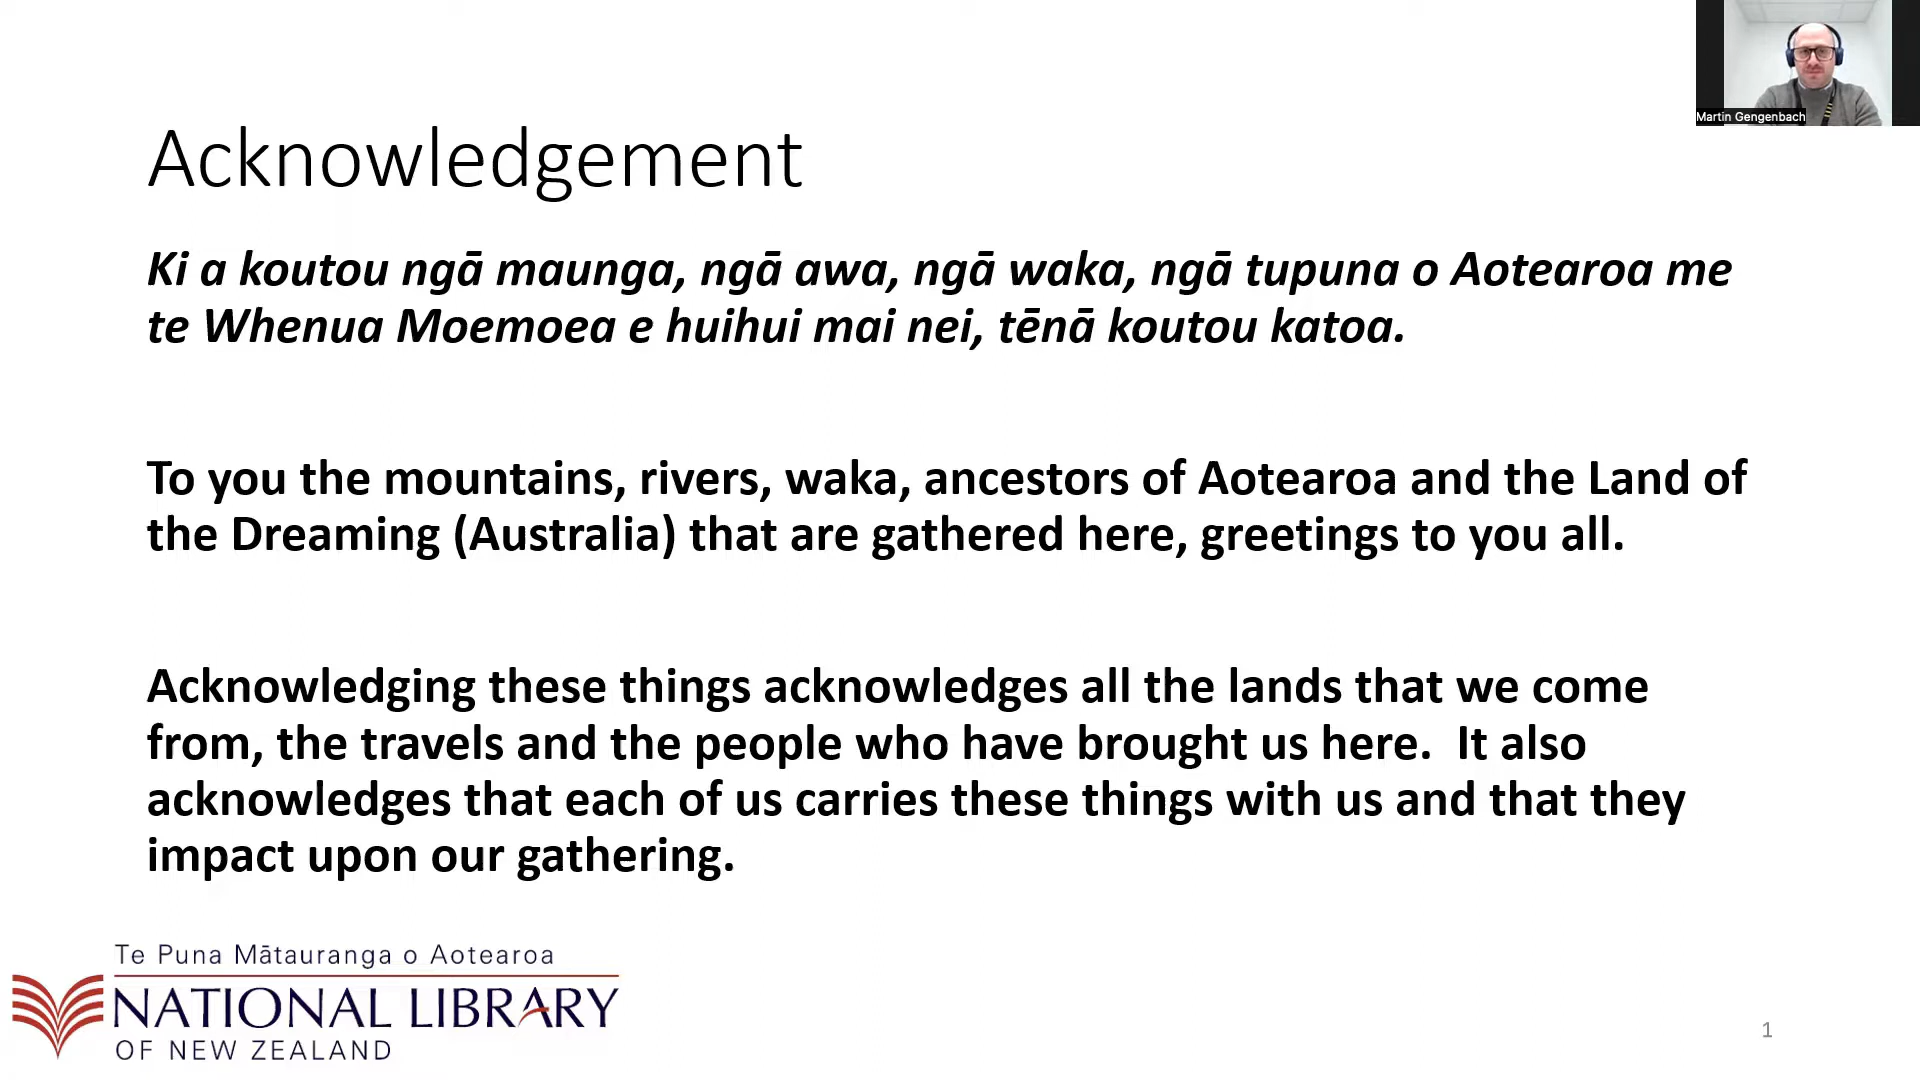 Martin Gengenbach
Acknowledgement
Ki a koutou ngā maunga, ngā awa, ngā waka, ngā tupuna o Aotearoa me
te Whenua Moemoea e huihui mai nei, tēnā koutou katoa.
To you the mountains, rivers, waka, ancestors of Aotearoa and the Land of
the Dreaming (Australia) that are gathered here, greetings to you all.
Acknowledging these things acknowledges all the lands that we come
from, the travels and the people who have brought us here.  It also
acknowledges that each of us carries these things with us and that they
impact upon our gathering.
Te Puna Mātauranga o Aotearoa
NATIONAL LIBRARY
OF NEW ZEALAND
1